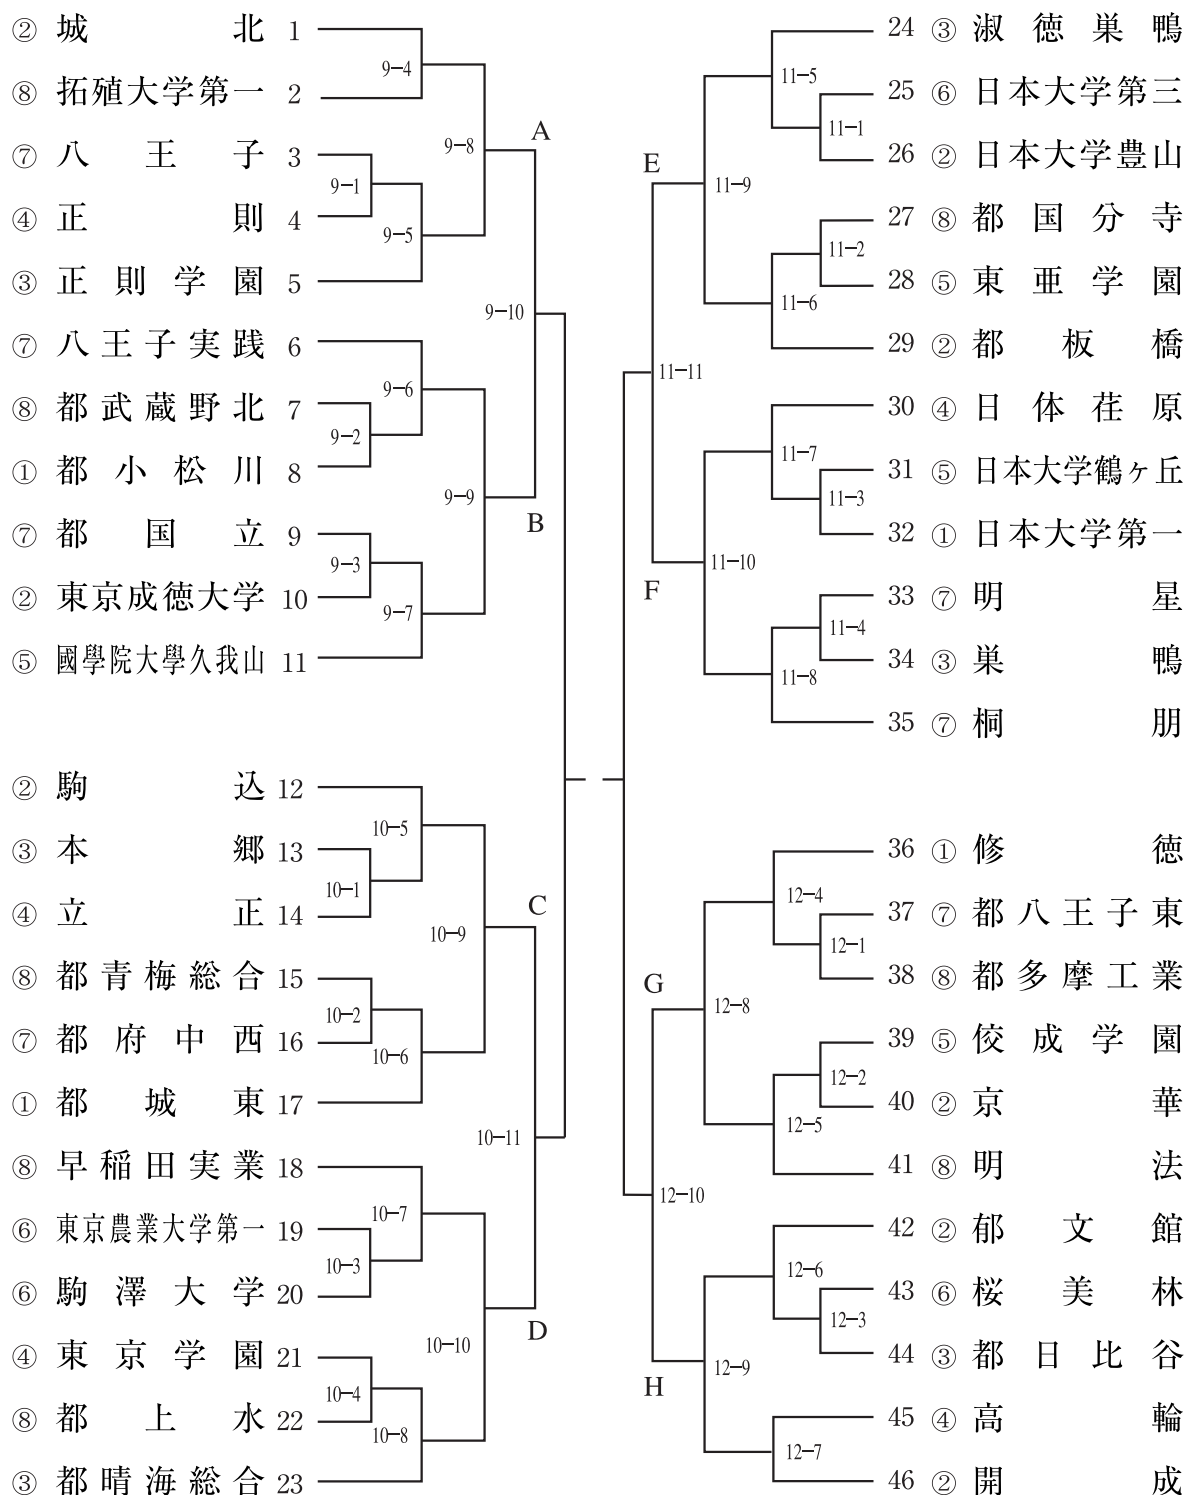 ② 城北 1
⑧ 拓殖大学第一 2
⑦ 八王子 3
④ 正則 4
③ 正則学園 5
⑦ 八王子実践 6
⑧ 都武蔵野北 7
① 都小松川 8
⑦ 都国立 9
② 東京成徳大学 10
⑤ 國學院大學久我山 11
9-4
9-8
A
9-1
9-5
9-10
9-6
9-2
9-9
B
9-3
9-7
② 駒込 12
③ 本郷 13
④ 立正 14
⑧ 都青梅総合 15
⑦ 都府中西 16
① 都城東 17
⑧ 早稲田実業 18
⑥ 東京農業大学第一 19
⑥ 駒澤大学 20
④ 東京学園 21
⑧ 都上水 22
③ 都晴海総合 23
10-5
10-1
C
10-9
10-2
10-6
10-11
10-7
10-3
D
10-10
10-4
10-8
24 ③ 淑徳巣鴨
25 ⑥ 日本大学第三
26 ② 日本大学豊山
27 ⑧ 都国分寺
28 ⑤ 東亜学園
29 ② 都板橋
30 ④ 日体荏原
31 ⑤ 日本大学鶴ヶ丘
32 ① 日本大学第一
33 ⑦ 明星
34 ③ 巣鴨
35 ⑦ 桐朋
11-5
11-1
E
11-9
11-2
11-6
11-11
11-7
11-3
11-10
F
11-4
11-8
36 ① 修徳
37 ⑦ 都八王子東
38 ⑧ 都多摩工業
39 ⑤ 佼成学園
40 ② 京華
41 ⑧ 明法
42 ② 郁文館
43 ⑥ 桜美林
44 ③ 都日比谷
45 ④ 高輪
46 ② 開成
12-4
12-1
G
12-8
12-2
12-5
12-10
12-6
12-3
12-9
H
12-7